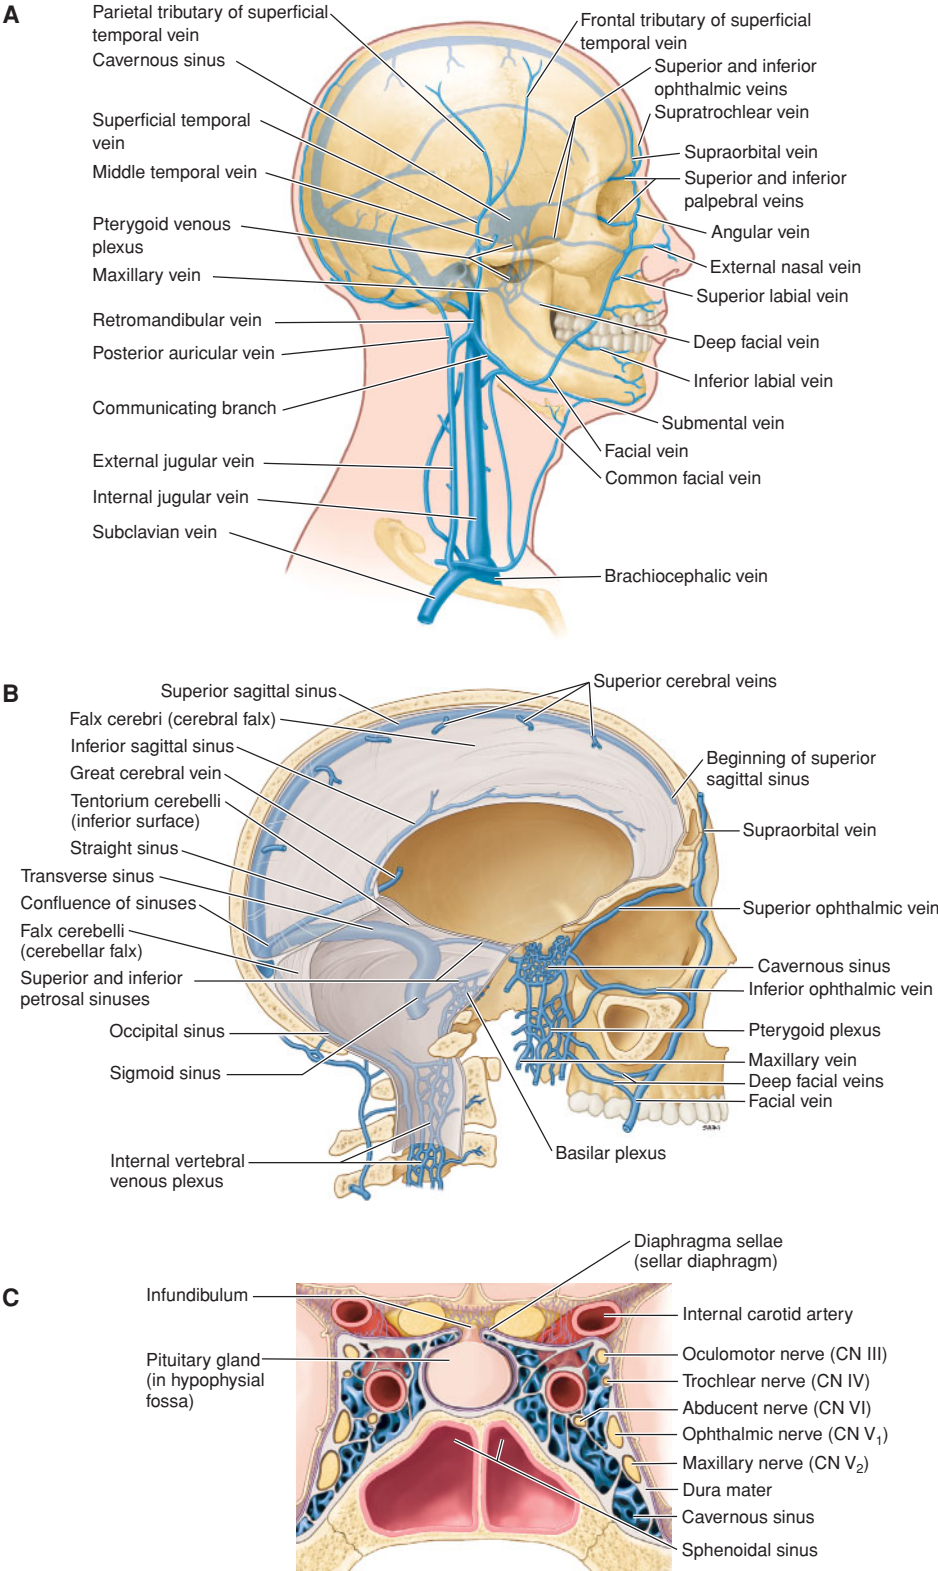 A
Parietal tributary of superficial
temporal vein
Cavernous sinus
Superficial temporal
vein
Middle temporal vein
Pterygoid venous
plexus
Maxillary vein
Retromandibular vein
Posterior auricular vein
Communicating branch
External jugular vein
Internal jugular vein
Subclavian vein
Frontal tributary of superficial
temporal vein
Superior and inferior
ophthalmic veins
Supratrochlear vein
Supraorbital vein
Superior and inferior
palpebral veins
Angular vein
External nasal vein
Superior labial vein
Deep facial vein
Inferior labial vein
Submental vein
Facial vein
Common facial vein
Brachiocephalic vein
B
Superior sagittal sinus
Falx cerebri (cerebral falx)
Inferior sagittal sinus
Great cerebral vein
Tentorium cerebelli
(inferior surface)
Straight sinus
Transverse sinus
Confluence of sinuses
Falx cerebelli
(cerebellar falx)
Superior and inferior
petrosal sinuses
Occipital sinus
Sigmoid sinus
Internal vertebral
venous plexus
Superior cerebral veins
Beginning of superior
sagittal sinus
Supraorbital vein
Superior ophthalmic vein
Cavernous sinus
Inferior ophthalmic vein
Pterygoid plexus
Maxillary vein
Deep facial veins
Facial vein
Basilar plexus
C
Infundibulum
Pituitary gland
(in hypophysial
fossa)
Diaphragma sellae
(sellar diaphragm)
Internal carotid artery
Oculomotor nerve (CN III)
Trochlear nerve (CN IV)
Abducent nerve (CN VI)
Ophthalmic nerve (CN V₁)
Maxillary nerve (CN V₂)
Dura mater
Cavernous sinus
Sphenoidal sinus